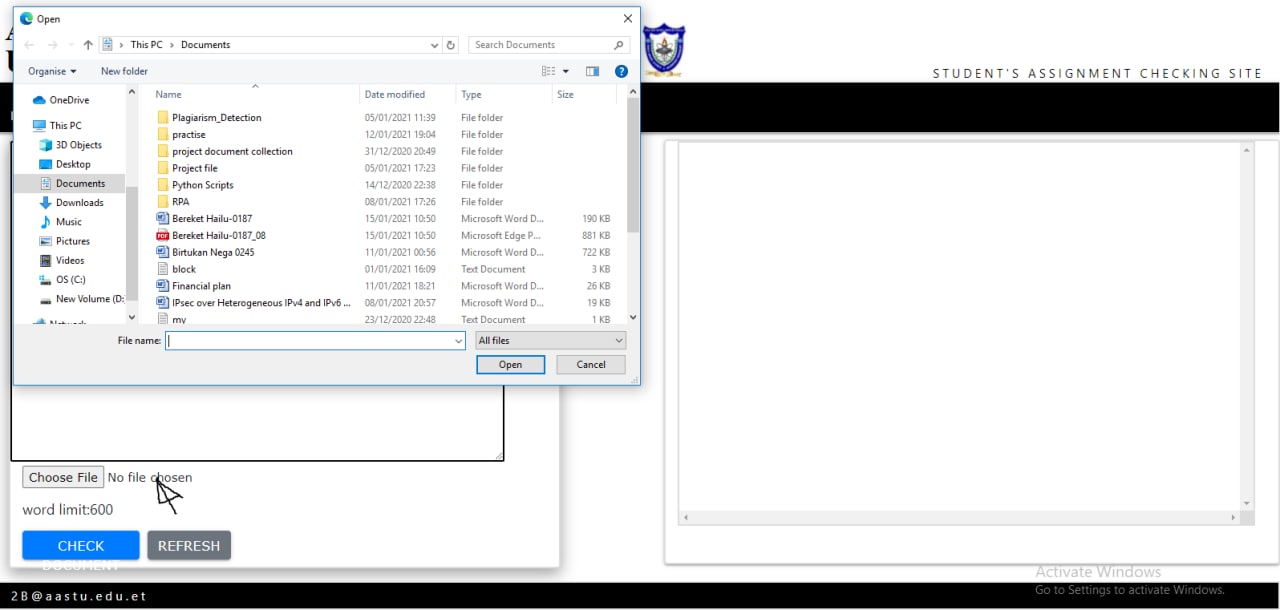 Open
A
U
This PC
Documents
Search Documents
STUDENT'S ASSIGNMENT CHECKING SITE
Organise
New folder
OneDrive
This PC
3D Objects
Desktop
Documents
Downloads
Music
Pictures
Videos
OS (C:)
New Volume (D:
Network
Name Date modified Type Size
Plagiarism_Detection 05/01/2021 11:39 File folder
practise 12/01/2021 19:04 File folder
project document collection 31/12/2020 20:49 File folder
Project file 05/01/2021 17:23 File folder
Python Scripts 14/12/2020 22:38 File folder
RPA 08/01/2021 17:26 File folder
Bereket Hailu-0187 15/01/2021 10:50 Microsoft Word D... 190 KB
PDF Bereket Hailu-0187_08 15/01/2021 10:50 Microsoft Edge P... 881 KB
Birtukan Nega 0245 11/01/2021 00:56 Microsoft Word D... 722 KB
block 01/01/2021 16:09 Text Document 3 KB
Financial plan 11/01/2021 18:21 Microsoft Word D... 26 KB
IPsec over Heterogeneous IPv4 and IPv6 ... 08/01/2021 20:57 Microsoft Word D... 19 KB
my 23/12/2020 22:48 Text Document 1 KB
File name:
All files
Open
Cancel
Choose File No file chosen
word limit:600
CHECK
DOCUMENT
REFRESH
Activate Windows
Go to Settings to activate Windows.
2B@aastu.edu.et